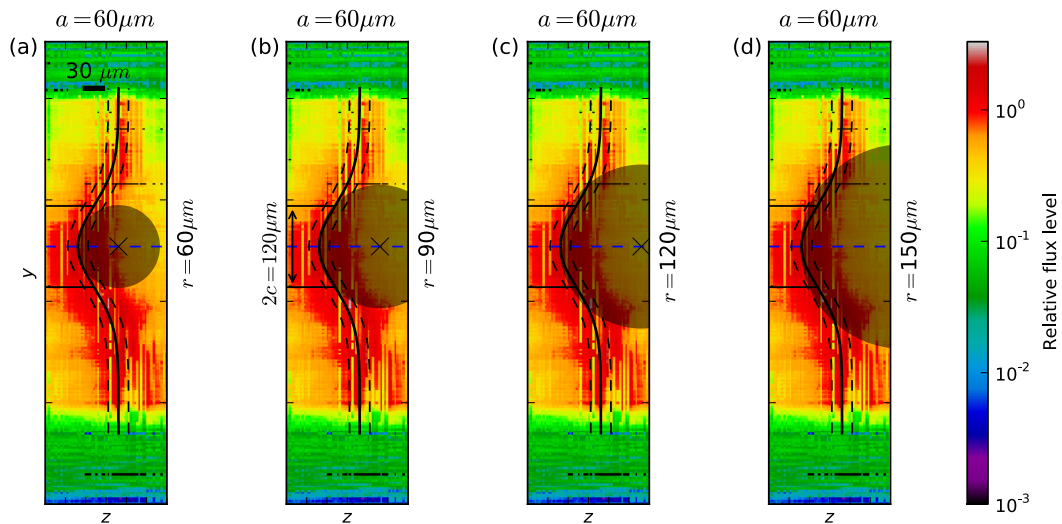 a = 60μm a = 60μm a = 60μm a = 60μm
(a) (b) (c) (d)
30 μm
r = 60μm
2c = 120μm
r = 90μm
r = 120μm
r = 150μm
y
z z z z
10^0
10^-1
10^-2
10^-3
Relative flux level